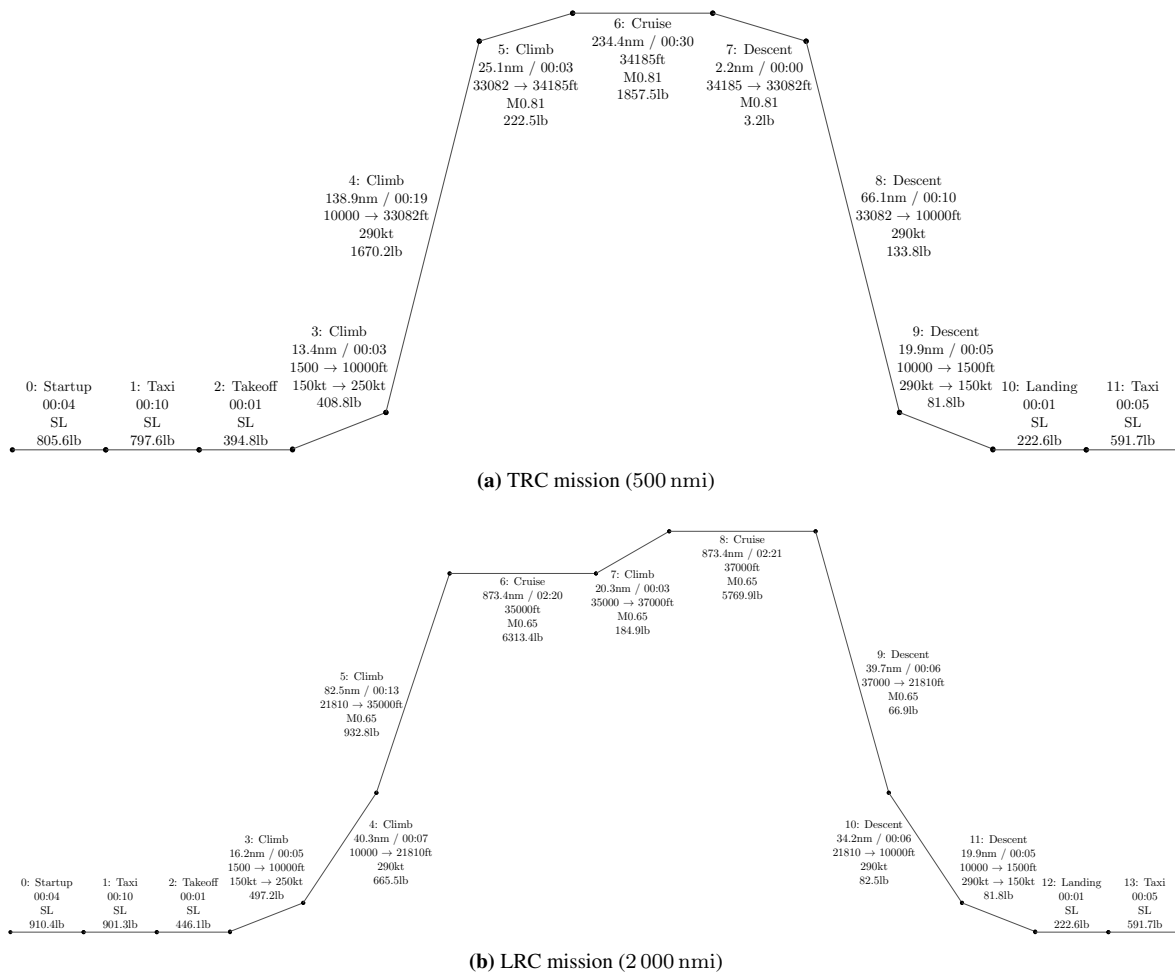 0: Startup
00:04
SL
805.6lb
1: Taxi
00:10
SL
797.6lb
2: Takeoff
00:01
SL
394.8lb
3: Climb
13.4nm / 00:03
1500 → 10000ft
150kt → 250kt
408.8lb
4: Climb
138.9nm / 00:19
10000 → 33082ft
290kt
1670.2lb
5: Climb
25.1nm / 00:03
33082 → 34185ft
M0.81
222.5lb
6: Cruise
234.4nm / 00:30
34185ft
M0.81
1857.5lb
7: Descent
2.2nm / 00:00
34185 → 33082ft
M0.81
3.2lb
8: Descent
66.1nm / 00:10
33082 → 10000ft
290kt
133.8lb
9: Descent
19.9nm / 00:05
10000 → 1500ft
290kt → 150kt
81.8lb
10: Landing
00:01
SL
222.6lb
11: Taxi
00:05
SL
591.7lb
(a) TRC mission (500 nmi)
0: Startup
00:04
SL
910.4lb
1: Taxi
00:10
SL
901.3lb
2: Takeoff
00:01
SL
446.1lb
3: Climb
16.2nm / 00:05
1500 → 10000ft
150kt → 250kt
497.2lb
4: Climb
40.3nm / 00:07
10000 → 21810ft
290kt
665.5lb
5: Climb
82.5nm / 00:13
21810 → 35000ft
M0.65
932.8lb
6: Cruise
873.4nm / 02:20
35000ft
M0.65
6313.4lb
7: Climb
20.3nm / 00:03
35000 → 37000ft
M0.65
184.9lb
8: Cruise
873.4nm / 02:21
37000ft
M0.65
5769.9lb
9: Descent
39.7nm / 00:06
37000 → 21810ft
M0.65
66.9lb
10: Descent
34.2nm / 00:06
21810 → 10000ft
290kt
82.5lb
11: Descent
19.9nm / 00:05
10000 → 1500ft
290kt → 150kt
81.8lb
12: Landing
00:01
SL
222.6lb
13: Taxi
00:05
SL
591.7lb
(b) LRC mission (2 000 nmi)